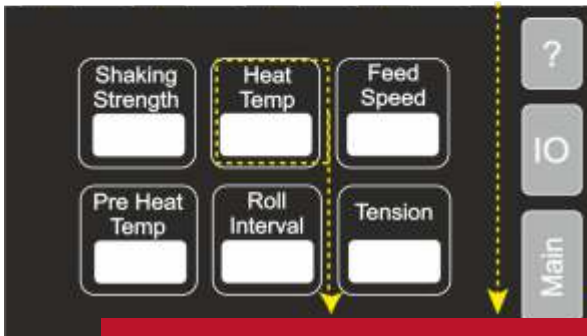 Shaking
Strength
Heat
Temp
Feed
Speed
?
IO
Pre Heat
Temp
Roll
Interval
Tension
Main